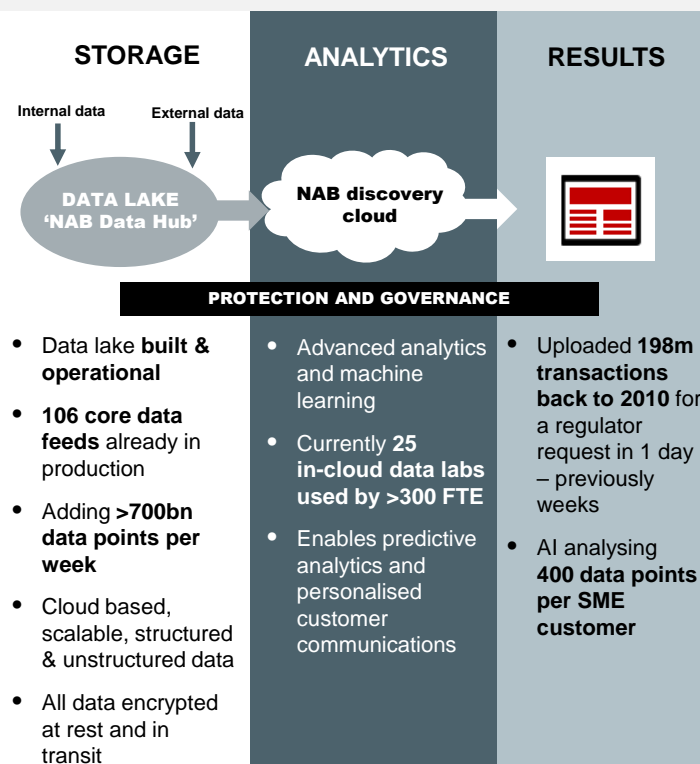 STORAGE
Internal data
External data
DATA LAKE
‘NAB Data Hub’
ANALYTICS
NAB discovery
cloud
RESULTS
PROTECTION AND GOVERNANCE
• Data lake built &
operational
• 106 core data
feeds already in
production
• Adding >700bn
data points per
week
• Cloud based,
scalable, structured
& unstructured data
• All data encrypted
at rest and in
transit
• Advanced analytics
and machine
learning
• Currently 25
in-cloud data labs
used by >300 FTE
• Enables predictive
analytics and
personalised
customer
communications
• Uploaded 198m
transactions
back to 2010 for
a regulator
request in 1 day
– previously
weeks
• AI analysing
400 data points
per SME
customer